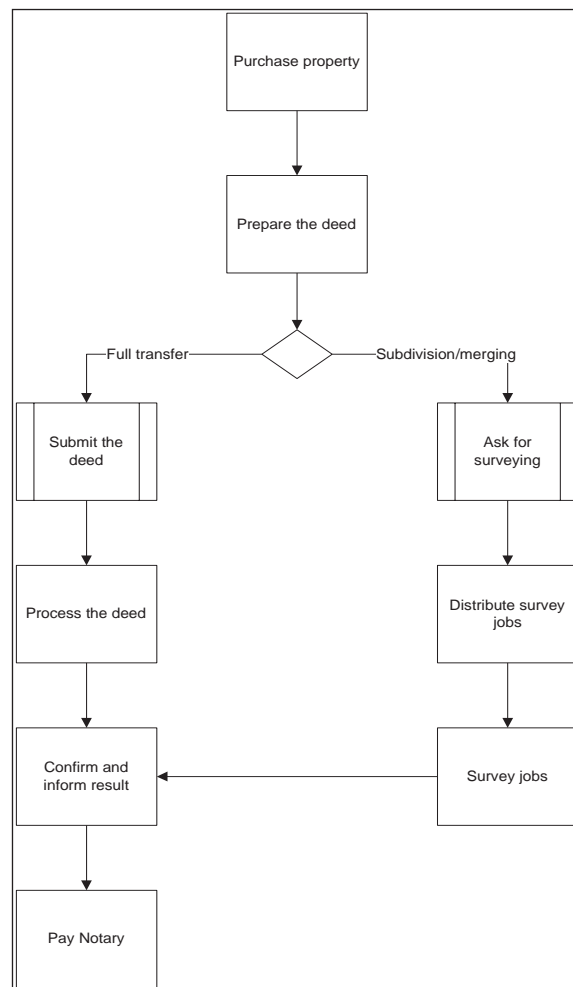 Purchase property
Prepare the deed
Full transfer
Subdivision/merging
Submit the
deed
Ask for
surveying
Process the deed
Distribute survey
jobs
Confirm and
inform result
Survey jobs
Pay Notary